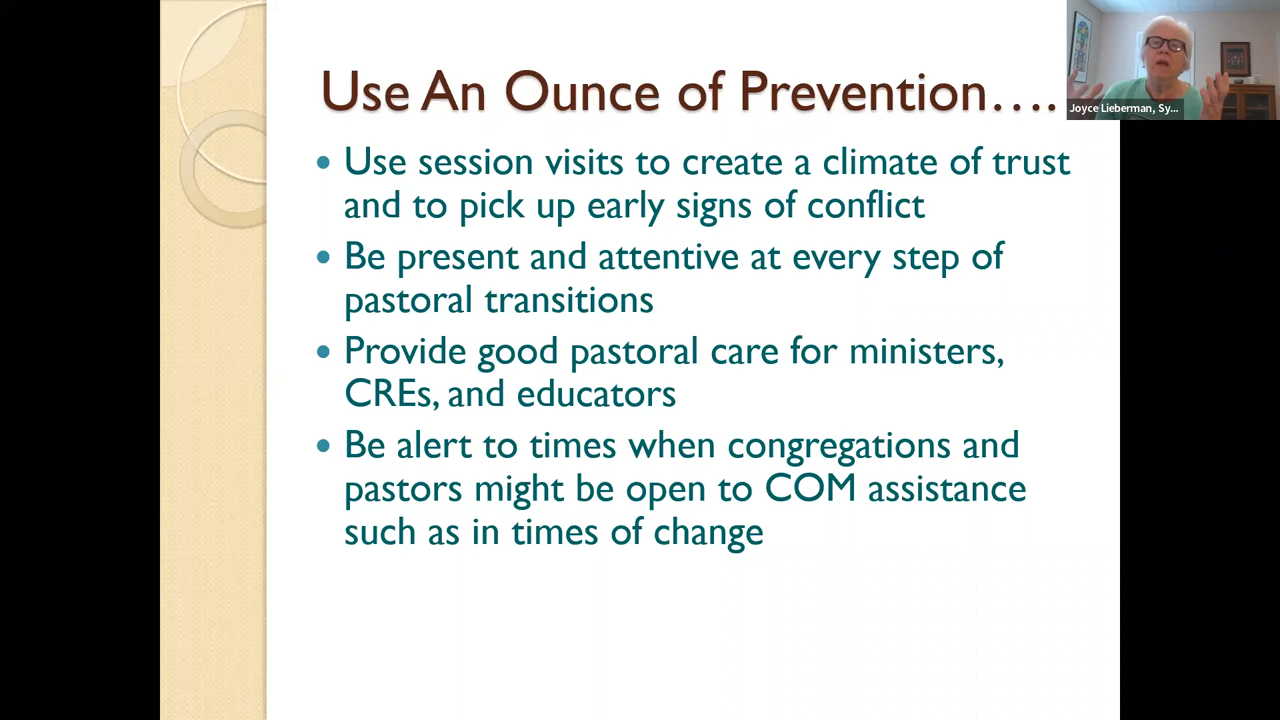 Use An Ounce of Prevention....
Joyce Lieberman, Sy...
• Use session visits to create a climate of trust
and to pick up early signs of conflict
• Be present and attentive at every step of
pastoral transitions
• Provide good pastoral care for ministers,
CREs, and educators
• Be alert to times when congregations and
pastors might be open to COM assistance
such as in times of change